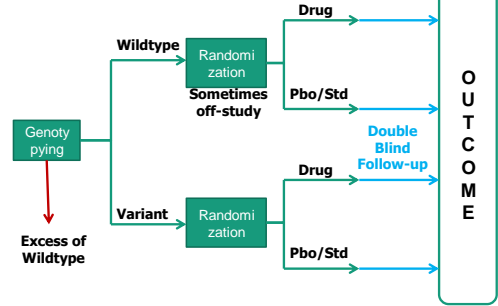 Genoty
pying
Excess of
Wildtype
Wildtype
Randomi
zation
Sometimes
off-study
Drug
Pbo/Std
Variant
Randomi
zation
Drug
Pbo/Std
Double
Blind
Follow-up
O
U
T
C
O
M
E